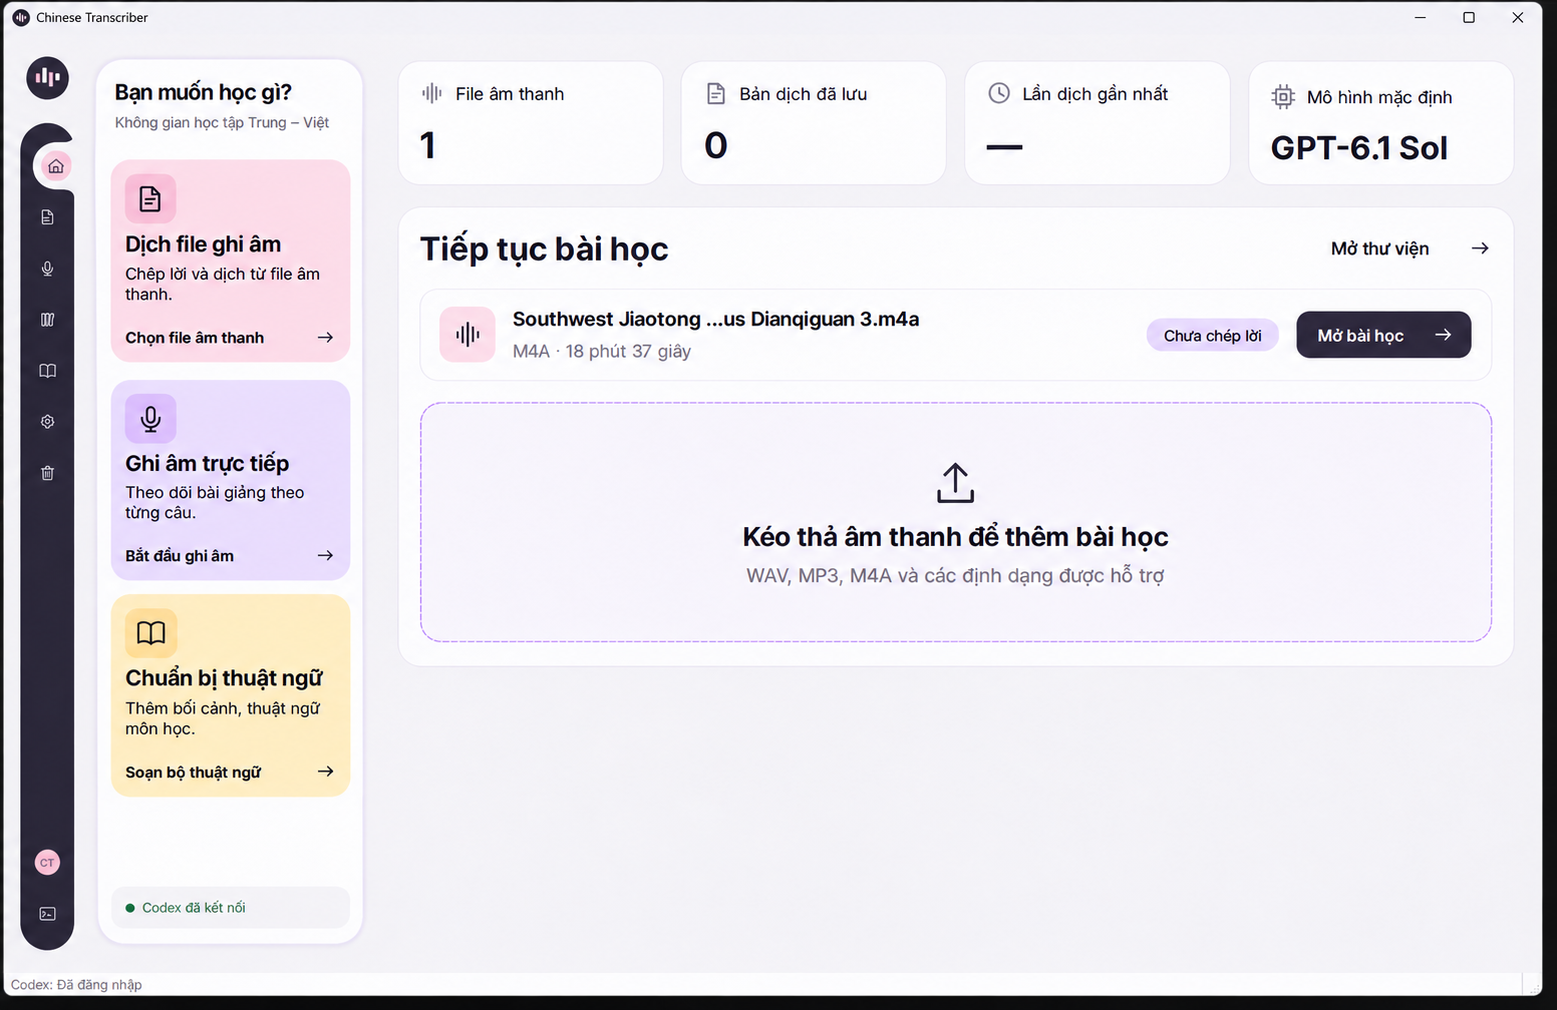 Chinese Transcriber
Bạn muốn học gì?
Không gian học tập Trung – Việt
Dịch file ghi âm
Chép lời và dịch từ file âm
thanh.
Chọn file âm thanh
Ghi âm trực tiếp
Theo dõi bài giảng theo
từng câu.
Bắt đầu ghi âm
Chuẩn bị thuật ngữ
Thêm bối cảnh, thuật ngữ
môn học.
Soạn bộ thuật ngữ
CT
Codex đã kết nối
File âm thanh
1
Bản dịch đã lưu
0
Lần dịch gần nhất
—
Mô hình mặc định
GPT-6.1 Sol
Tiếp tục bài học
Mở thư viện
Southwest Jiaotong ...us Dianqiguan 3.m4a
M4A · 18 phút 37 giây
Chưa chép lời
Mở bài học
Kéo thả âm thanh để thêm bài học
WAV, MP3, M4A và các định dạng được hỗ trợ
Codex: Đã đăng nhập